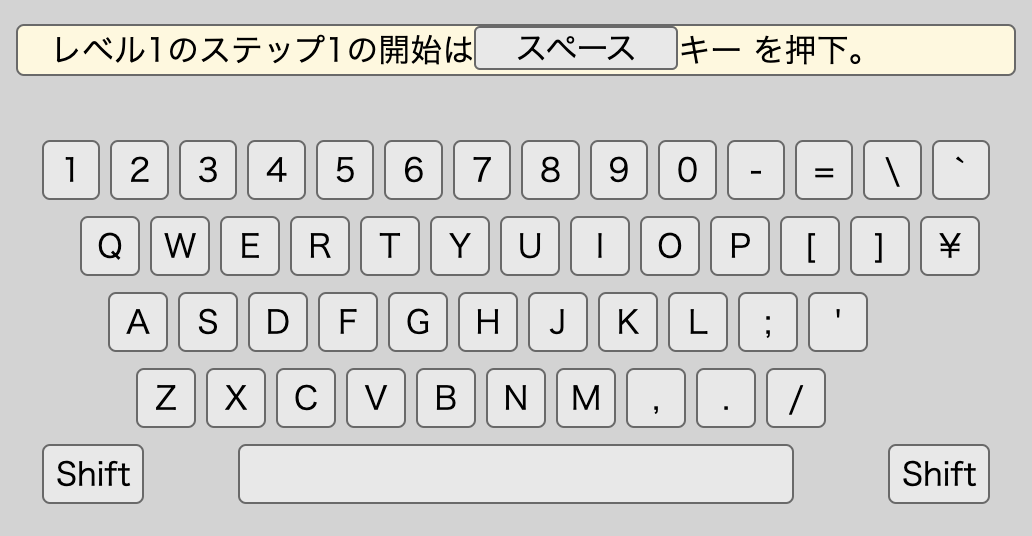 レベル1のステップ1の開始は スペース キー を押下。
1 2 3 4 5 6 7 8 9 0 - = \ `
Q W E R T Y U I O P [ ] ¥
A S D F G H J K L ; '
Z X C V B N M , . /
Shift Shift